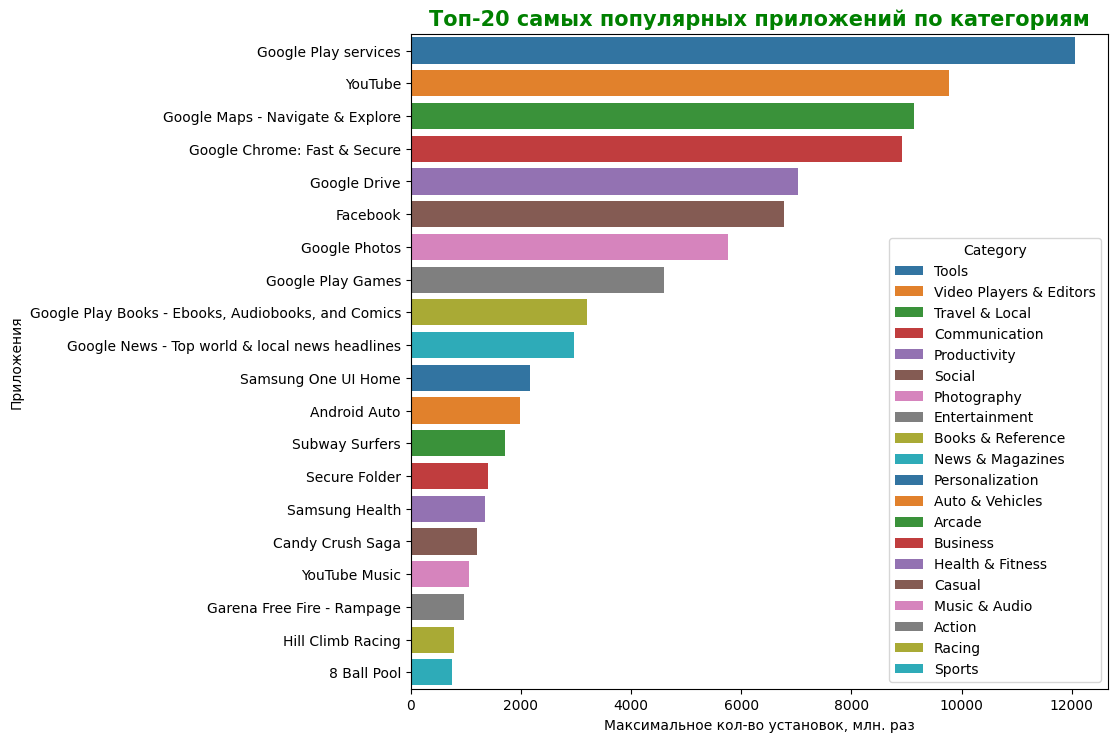 Топ-20 самых популярных приложений по категориям
Приложения
Google Play services
YouTube
Google Maps - Navigate & Explore
Google Chrome: Fast & Secure
Google Drive
Facebook
Google Photos
Google Play Games
Google Play Books - Ebooks, Audiobooks, and Comics
Google News - Top world & local news headlines
Samsung One UI Home
Android Auto
Subway Surfers
Secure Folder
Samsung Health
Candy Crush Saga
YouTube Music
Garena Free Fire - Rampage
Hill Climb Racing
8 Ball Pool
Category
Tools
Video Players & Editors
Travel & Local
Communication
Productivity
Social
Photography
Entertainment
Books & Reference
News & Magazines
Personalization
Auto & Vehicles
Arcade
Business
Health & Fitness
Casual
Music & Audio
Action
Racing
Sports
0 2000 4000 6000 8000 10000 12000
Максимальное кол-во установок, млн. раз